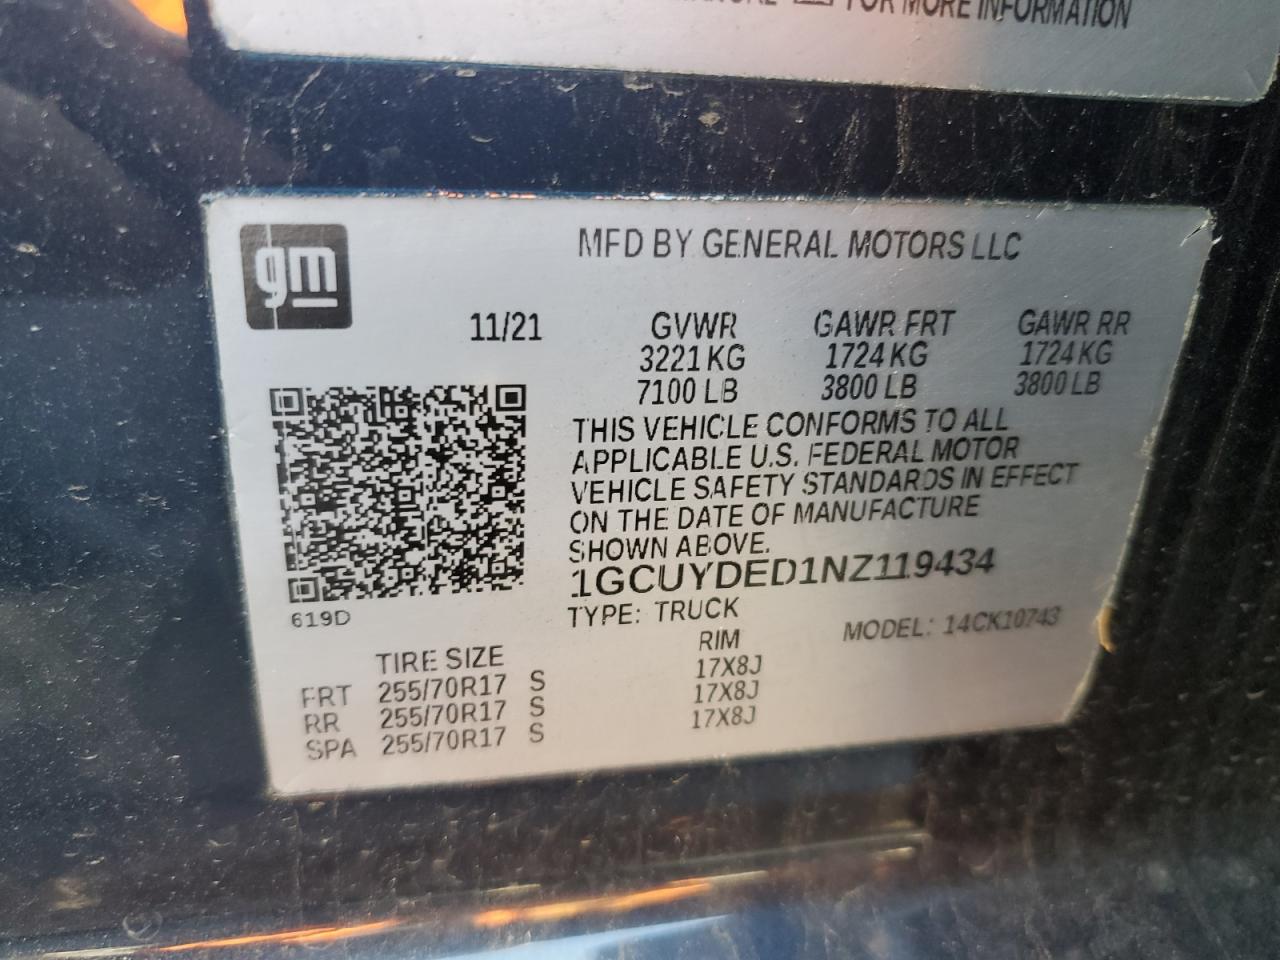 FOR MORE INFORMATION
gm
MFD BY GENERAL MOTORS LLC
11/21 GVWR GAWR FRT GAWR RR
3221 KG 1724 KG 1724 KG
7100 LB 3800 LB 3800 LB
THIS VEHICLE CONFORMS TO ALL
APPLICABLE U.S. FEDERAL MOTOR
VEHICLE SAFETY STANDARDS IN EFFECT
ON THE DATE OF MANUFACTURE
SHOWN ABOVE.
1GCUYDED1NZ119434
619D
TYPE: TRUCK
MODEL: 14CK10743
TIRE SIZE RIM
FRT 255/70R17 S 17X8J
RR 255/70R17 S 17X8J
SPA 255/70R17 S 17X8J